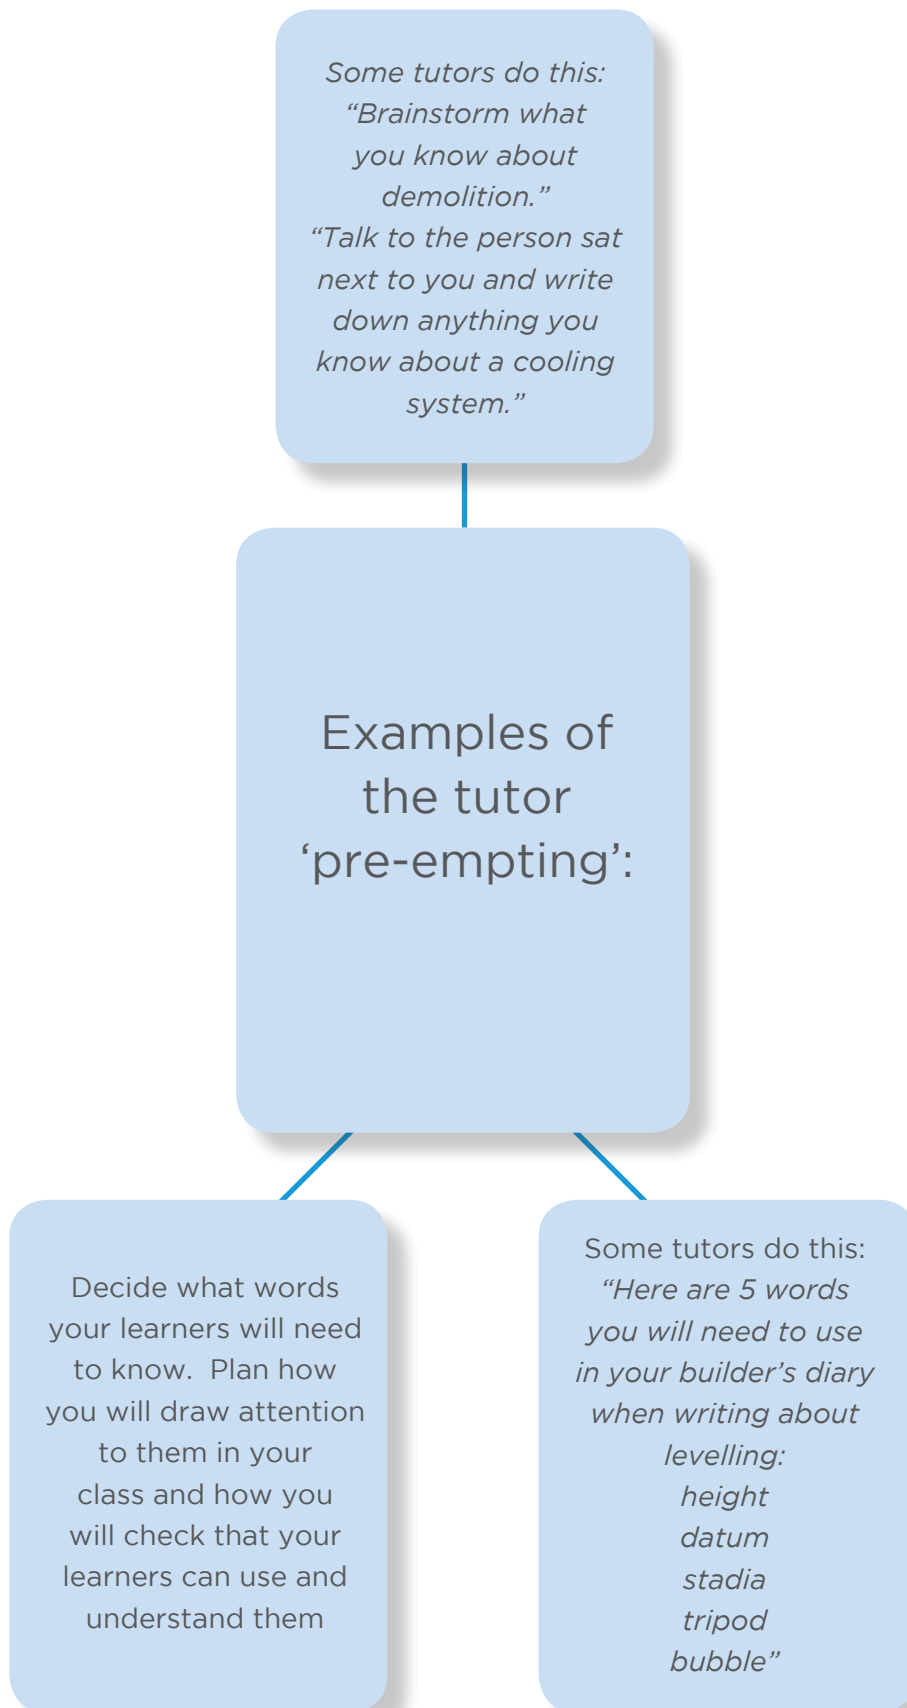 Some tutors do this:
“Brainstorm what
you know about
demolition.”
“Talk to the person sat
next to you and write
down anything you
know about a cooling
system.”
Examples of
the tutor
‘pre-empting’:
Decide what words
your learners will need
to know.  Plan how
you will draw attention
to them in your
class and how you
will check that your
learners can use and
understand them
Some tutors do this:
“Here are 5 words
you will need to use
in your builder’s diary
when writing about
levelling:
height
datum
stadia
tripod
bubble”